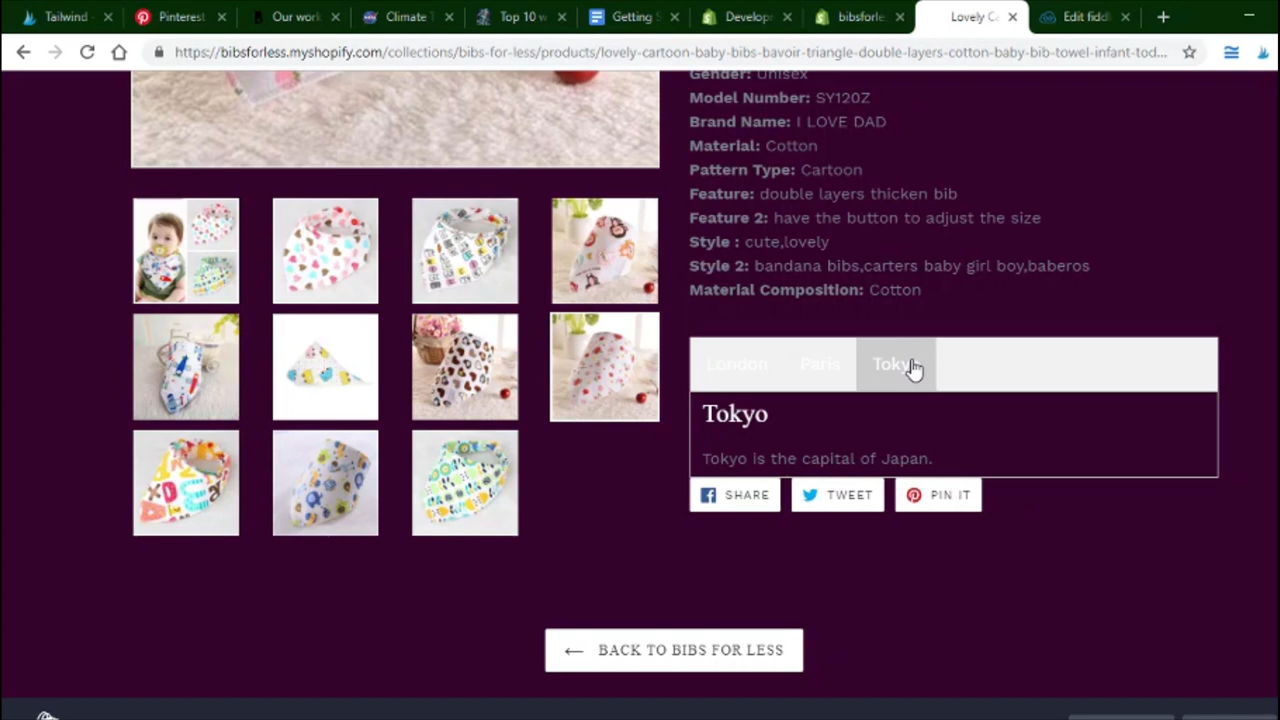 Tailwind
Pinterest
Our work
Climate
Top 10 w
Getting S
Develop
bibsforle
Lovely C
Edit fiddl
https://bibsforless.myshopify.com/collections/bibs-for-less/products/lovely-cartoon-baby-bibs-bavoir-triangle-double-layers-cotton-baby-bib-towel-infant-tod...
Gender: Unisex
Model Number: SY120Z
Brand Name: I LOVE DAD
Material: Cotton
Pattern Type: Cartoon
Feature: double layers thicken bib
Feature 2: have the button to adjust the size
Style : cute,lovely
Style 2: bandana bibs,carters baby girl boy,baberos
Material Composition: Cotton
London Paris Tokyo
Tokyo
Tokyo is the capital of Japan.
SHARE TWEET PIN IT
← BACK TO BIBS FOR LESS